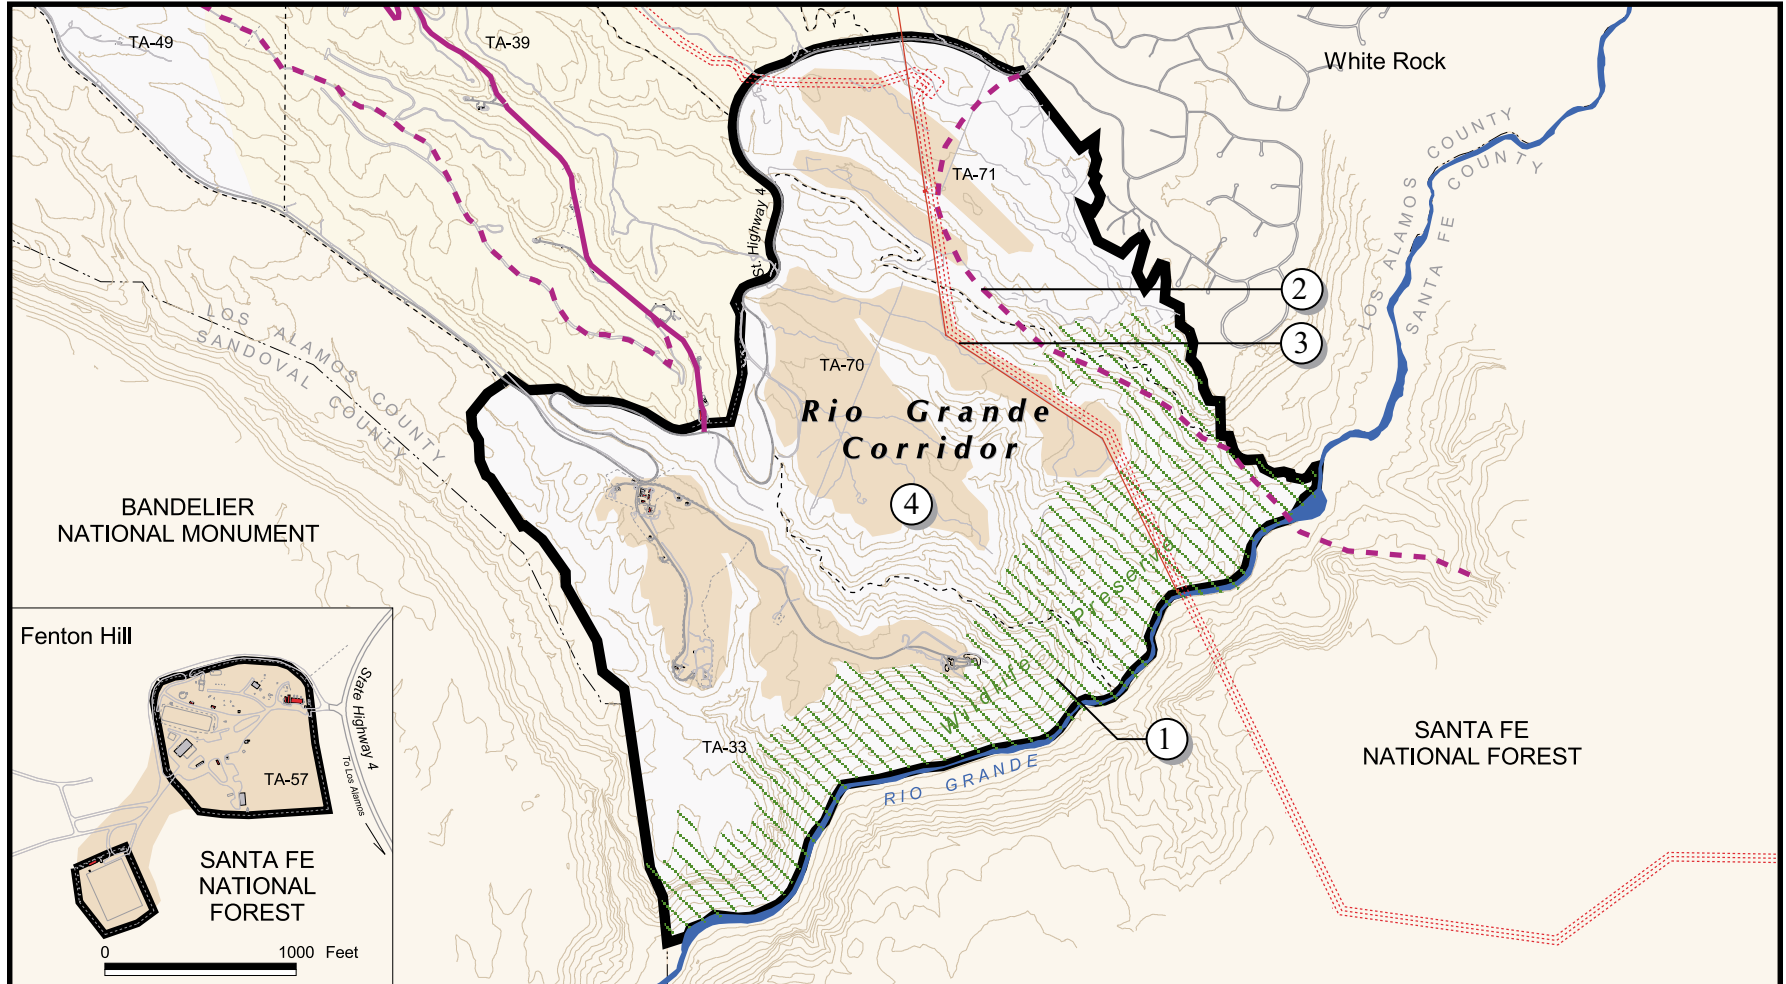 TA-49
TA-39
White Rock
TA-71
St. Highway 4
LOS ALAMOS COUNTY
SANTA FE COUNTY
2
3
LOS ALAMOS COUNTY
SANDOVAL COUNTY
TA-70
Rio Grande
Corridor
4
BANDELIER
NATIONAL MONUMENT
Wildlife Preserve
1
TA-33
RIO GRANDE
SANTA FE
NATIONAL FOREST
Fenton Hill
State Highway 4
To Los Alamos
TA-57
SANTA FE
NATIONAL
FOREST
0 1000 Feet